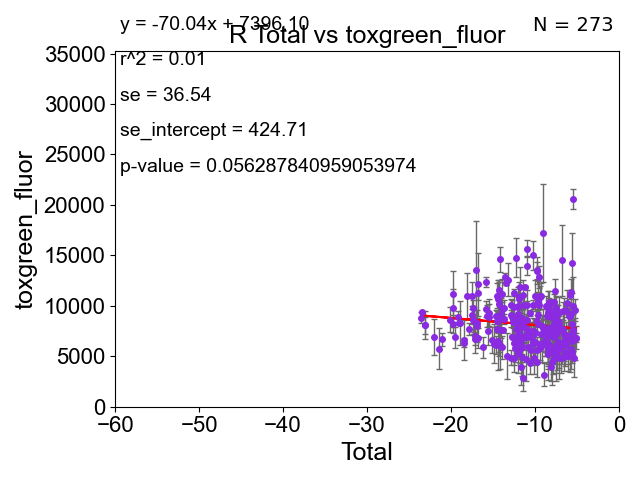 y = -70.04x + 7396.10
N = 273
R Total vs toxgreen_fluor
r^2 = 0.01
se = 36.54
se_intercept = 424.71
p-value = 0.056287840959053974
35000
30000
25000
20000
15000
10000
5000
0
toxgreen_fluor
−60 −50 −40 −30 −20 −10 0
Total